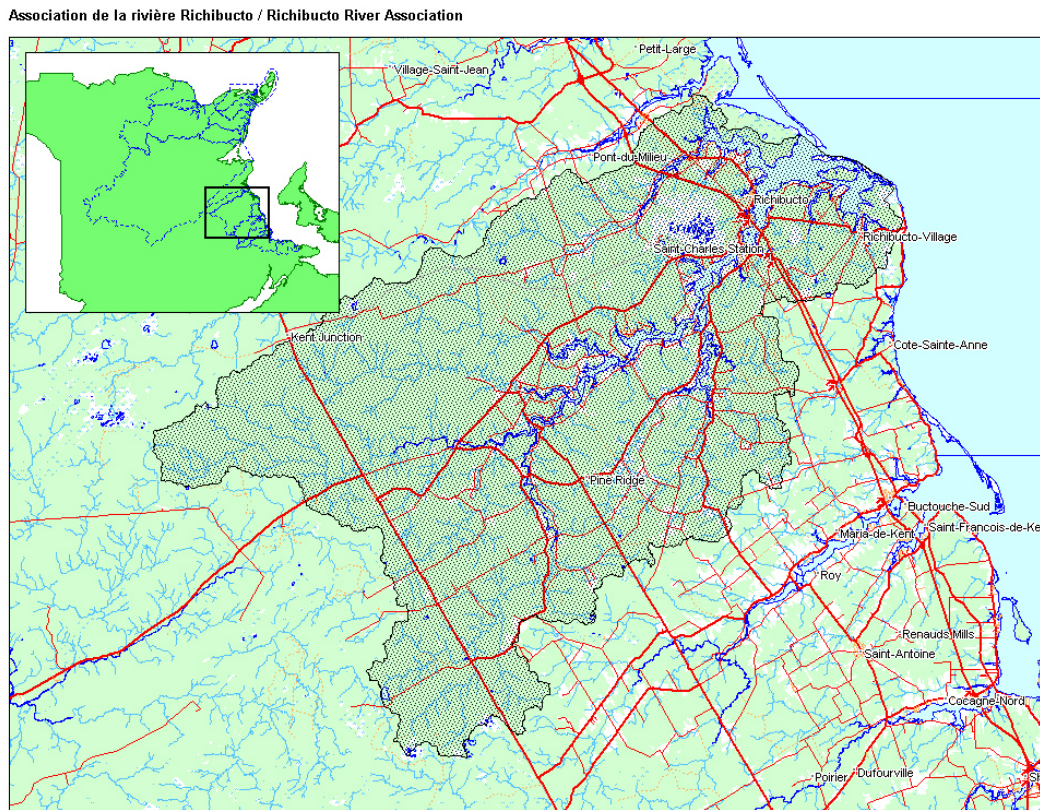 Association de la rivière Richibucto / Richibucto River Association
Petit-Large
Village-Saint-Jean
Pont-du-Milieu
Richibucto
Richibucto-Village
Saint-Charles Station
Kent Junction
Cote-Sainte-Anne
Pine Ridge
Buctouche-Sud
Saint-Francois-de-Ke
Maria-de-Kent
Roy
Renauds Mills
Saint-Antoine
Cocagne-Nord
Poirier
Dufourville